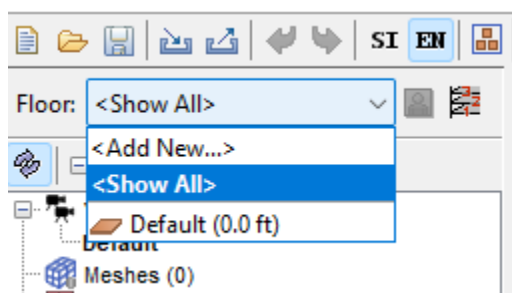 SI EN
Floor: <Show All>
<Add New...>
<Show All>
Default (0.0 ft)
Default
Meshes (0)